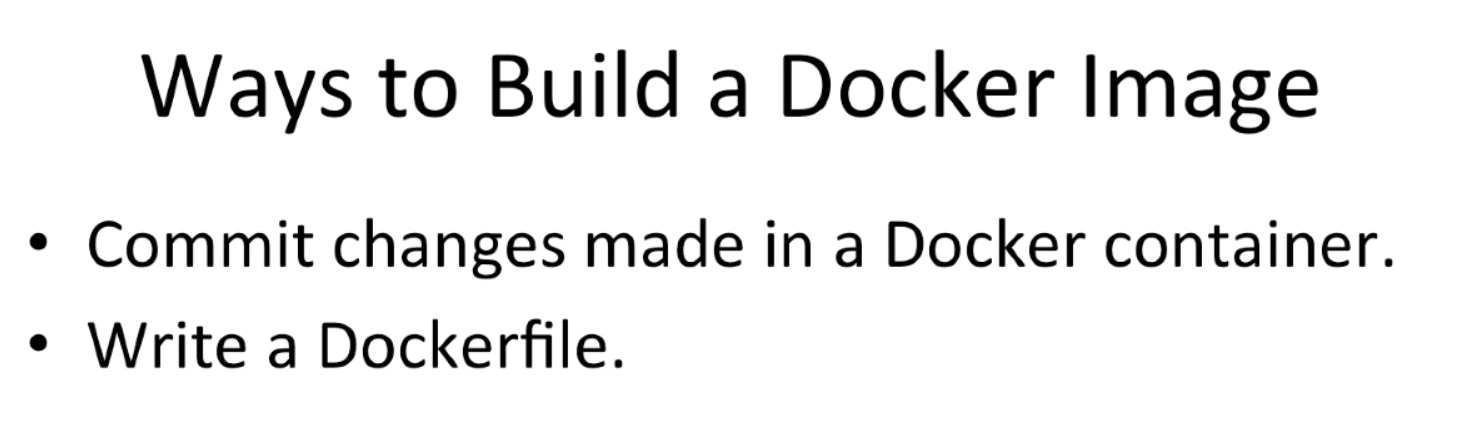 Ways to Build a Docker Image
• Commit changes made in a Docker container.
• Write a Dockerfile.